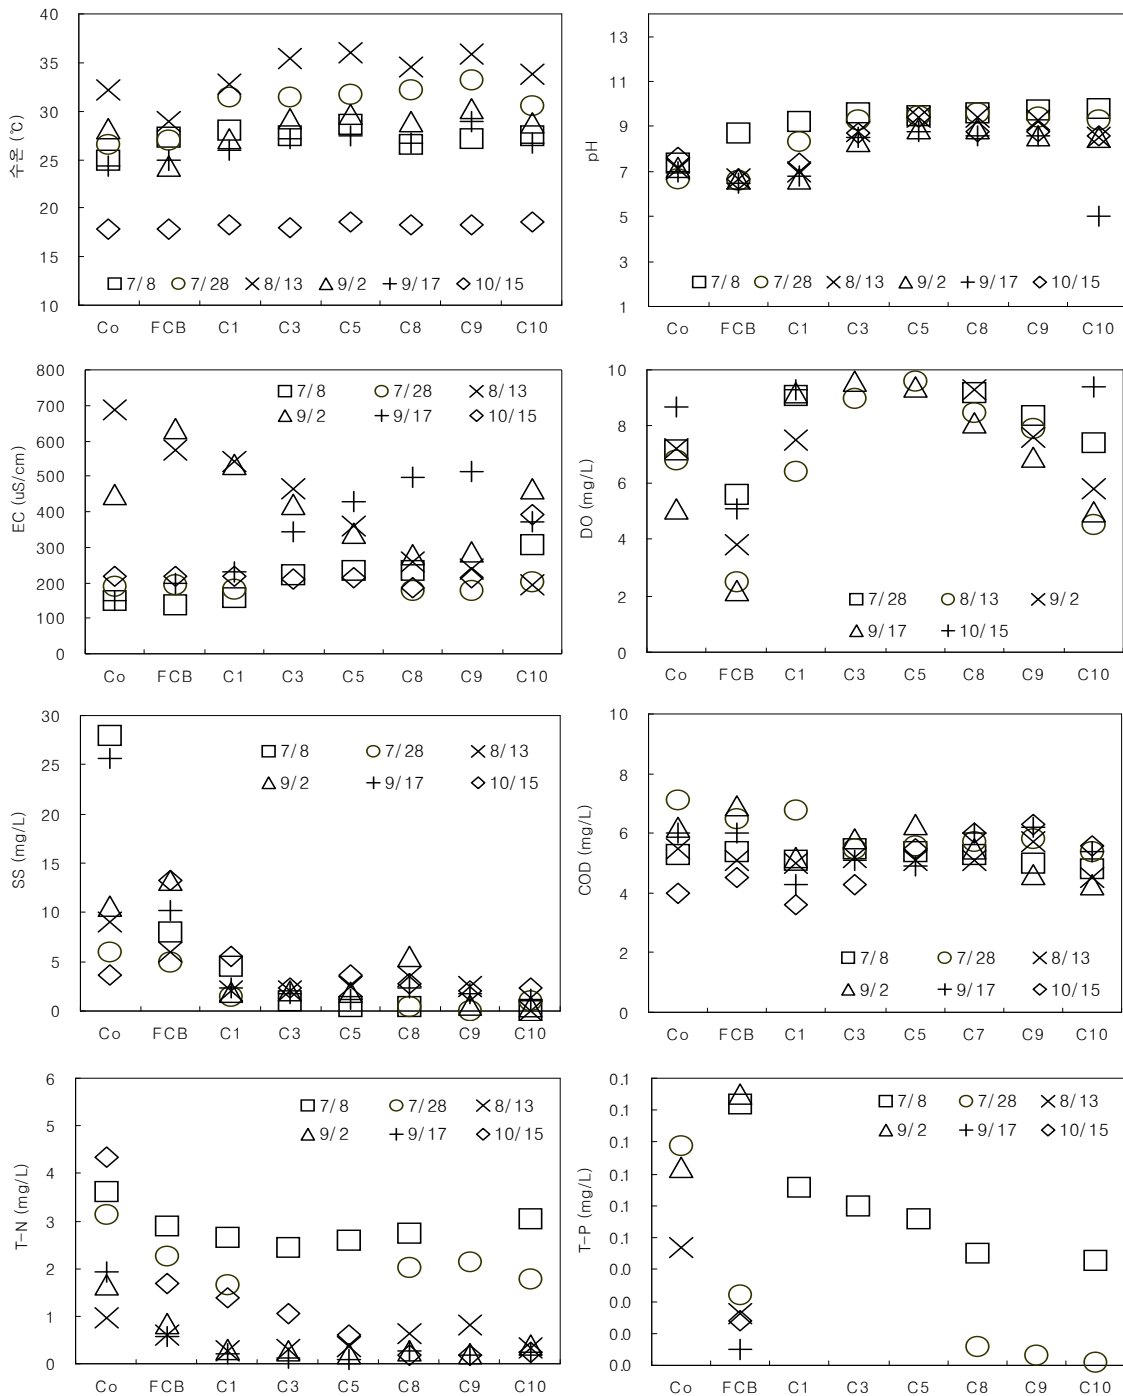 40
35
30
25
20
15
10
수온 (℃)
7/8 7/28 8/13 9/2 9/17 10/15
Co FCB C1 C3 C5 C8 C9 C10
13
11
9
7
5
3
1
pH
7/8 7/28 8/13 9/2 9/17 10/15
Co FCB C1 C3 C5 C8 C9 C10
800
700
600
500
400
300
200
100
0
EC (uS/cm)
7/8 7/28 8/13
9/2 9/17 10/15
Co FCB C1 C3 C5 C8 C9 C10
10
8
6
4
2
0
DO (mg/L)
7/28 8/13 9/2
9/17 10/15
Co FCB C1 C3 C5 C8 C9 C10
30
25
20
15
10
5
0
SS (mg/L)
7/8 7/28 8/13
9/2 9/17 10/15
Co FCB C1 C3 C5 C8 C9 C10
10
8
6
4
2
0
COD (mg/L)
7/8 7/28 8/13
9/2 9/17 10/15
Co FCB C1 C3 C5 C7 C9 C10
6
5
4
3
2
1
0
T-N (mg/L)
7/8 7/28 8/13
9/2 9/17 10/15
Co FCB C1 C3 C5 C8 C9 C10
0.1
0.1
0.1
0.1
0.1
0.1
0.0
0.0
0.0
0.0
T-P (mg/L)
7/8 7/28 8/13
9/2 9/17 10/15
Co FCB C1 C3 C5 C8 C9 C10